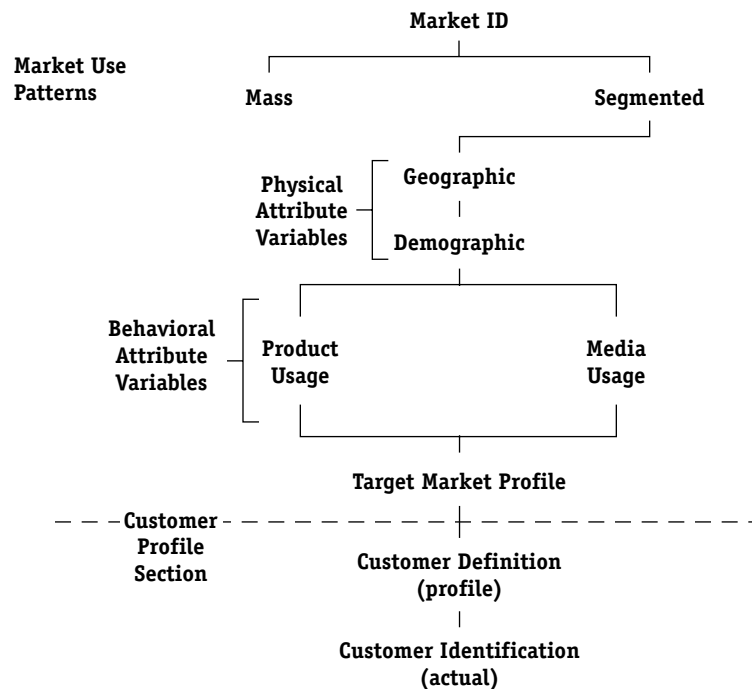 Market ID
Market Use
Patterns
Mass
Segmented
Physical
Attribute
Variables
Geographic
Demographic
Behavioral
Attribute
Variables
Product
Usage
Media
Usage
Target Market Profile
Customer
Profile
Section
Customer Definition
(profile)
Customer Identification
(actual)